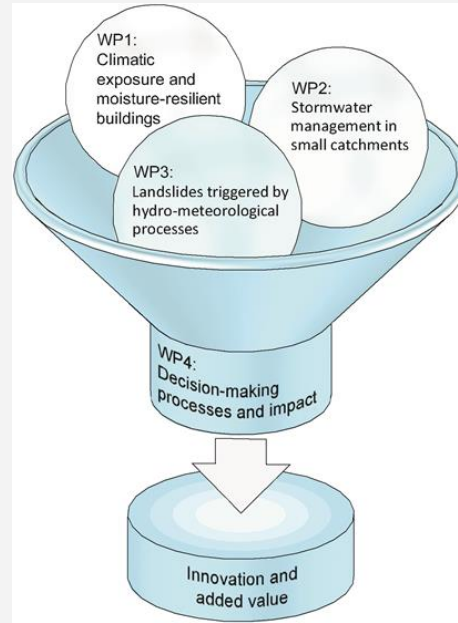 WP1:
Climatic
exposure and
moisture-resilient
buildings
WP2:
Stormwater
management in
small catchments
WP3:
Landslides triggered by
hydro-meteorological
processes
WP4:
Decision-making
processes and impact
Innovation and
added value